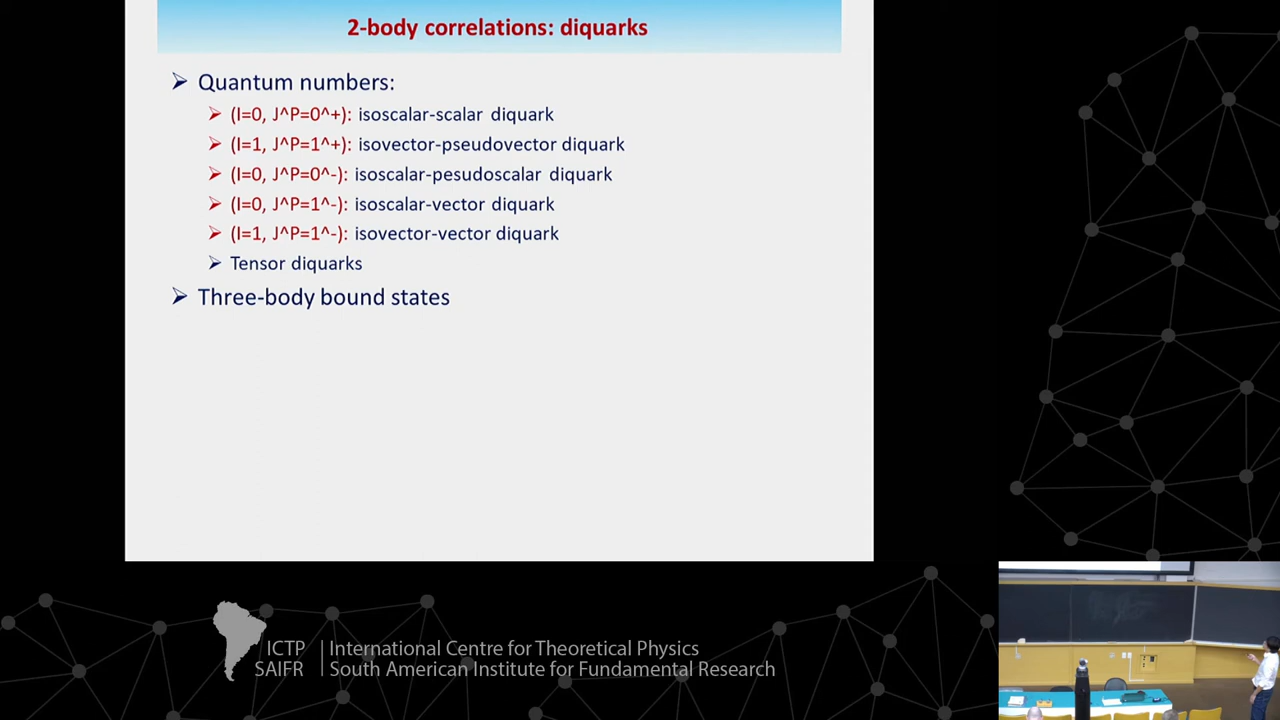 2-body correlations: diquarks
Quantum numbers:
(I=0, J^P=0^+): isoscalar-scalar diquark
(I=1, J^P=1^+): isovector-pseudovector diquark
(I=0, J^P=0^-): isoscalar-pesudoscalar diquark
(I=0, J^P=1^-): isoscalar-vector diquark
(I=1, J^P=1^-): isovector-vector diquark
Tensor diquarks
Three-body bound states
ICTP
SAIFR
International Centre for Theoretical Physics
South American Institute for Fundamental Research